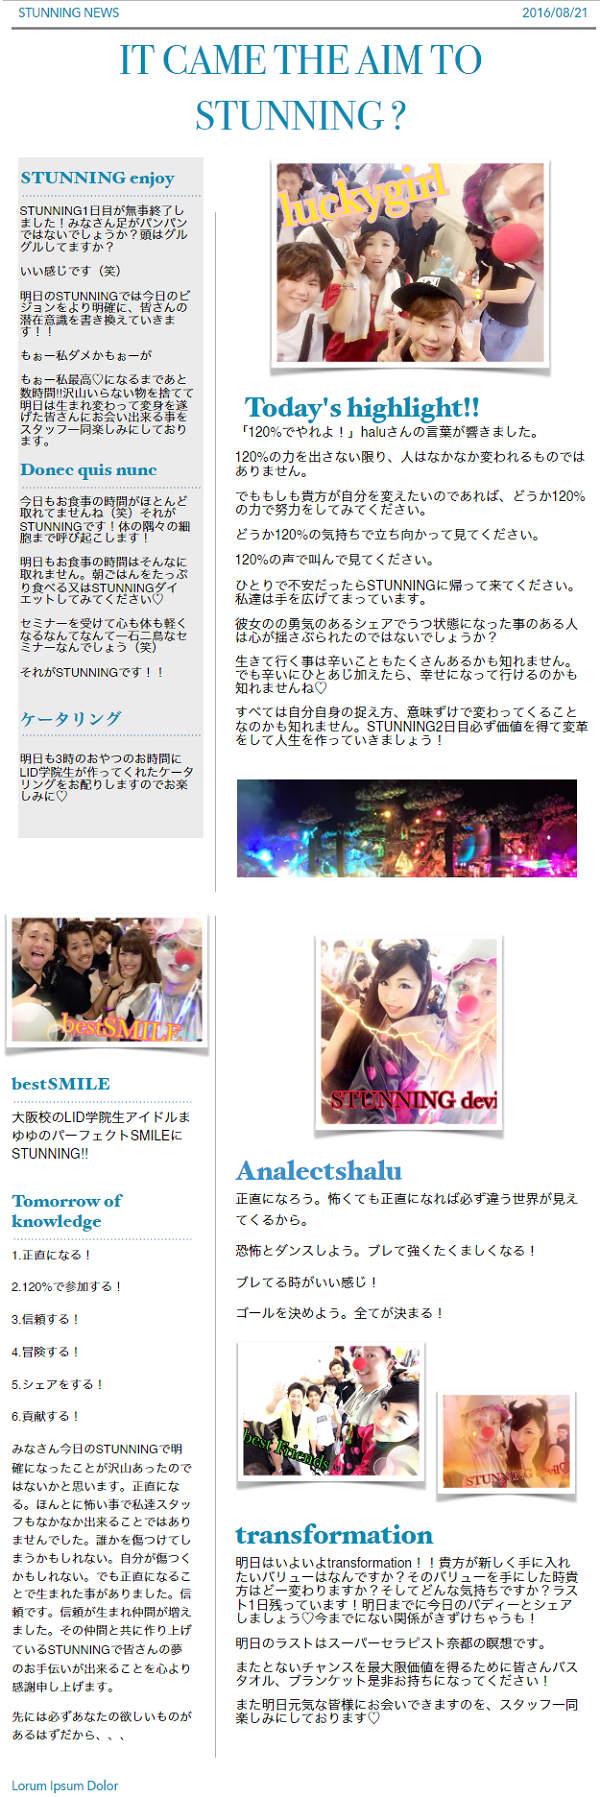 STUNNING NEWS
2016/08/21
IT CAME THE AIM TO
STUNNING ?
STUNNING enjoy
STUNNING1日目が無事終了し
ました！みなさん足がパンパン
ではないでしょうか？頭はグル
グルしてますか？
いい感じです（笑）
明日のSTUNNINGでは今日のビ
ジョンをより明確に、皆さんの
潜在意識を書き換えていきま
す！！
もぉー私ダメかもぉーが
もぉー私最高♡になるまであと
数時間!!沢山いらない物を捨てて
明日は生まれ変わって変身を遂
げた皆さんにお会い出来る事を
スタッフ一同楽しみにしており
ます。
Donec quis nunc
今日もお食事の時間がほとんど
取れてませんね（笑）それが
STUNNINGです！体の隅々の細
胞まで呼び起こします！
明日もお食事の時間はそんなに
取れません。朝ごはんをたっぷ
り食べる又はSTUNNINGダイ
エットしてみてください♡
セミナーを受けて心も体も軽く
なるなんてなんて一石二鳥なセ
ミナーなんでしょう（笑）
それがSTUNNINGです！！
ケータリング
明日も3時のおやつのお時間に
LID学院生が作ってくれたケータ
リングをお配りしますのでお楽
しみに♡
luckygirl
Today's highlight!!
「120%でやれよ！」haluさんの言葉が響きました。
120%の力を出さない限り、人はなかなか変われるものでは
ありません。
でももしも貴方が自分を変えたいのであれば、どうか120%
の力で努力をしてみてください。
どうか120%の気持ちで立ち向かって見てください。
120%の声で叫んで見てください。
ひとりで不安だったらSTUNNINGに帰って来てください。
私達は手を広げてまっています。
彼女のの勇気のあるシェアでうつ状態になった事のある人
は心が揺さぶられたのではないでしょうか？
生きて行く事は辛いこともたくさんあるかも知れません。
でも辛いにひとあじ加えたら、幸せになって行けるのかも
知れませんね♡
すべては自分自身の捉え方、意味ずけで変わってくること
なのかも知れません。STUNNING2日目必ず価値を得て変革
をして人生を作っていきましょう！
bestSMILE
bestSMILE
大阪校のLID学院生アイドルま
ゆゆのパーフェクトSMILEに
STUNNING!!
Tomorrow of
knowledge
1.正直になる！
2.120%で参加する！
3.信頼する！
4.冒険する！
5.シェアをする！
6.貢献する！
みなさん今日のSTUNNINGで明
確になったことが沢山あったので
はないかと思います。正直にな
る。ほんとに怖い事で私達スタッ
フもなかなか出来ることではあり
ませんでした。誰かを傷つけてし
まうかもしれない。自分が傷つく
かもしれない。でも正直になるこ
とで生まれた事がありました。信
頼です。信頼が生まれ仲間が増え
ました。その仲間と共に作り上げ
ているSTUNNINGで皆さんの夢
のお手伝いが出来ることを心より
感謝申し上げます。
先には必ずあなたの欲しいものが
あるはずだから、、、
STUNNING devi
Analectshalu
正直になろう。怖くても正直になれば必ず違う世界が見え
てくるから。
恐怖とダンスしよう。ブレて強くたくましくなる！
ブレてる時がいい感じ！
ゴールを決めよう。全てが決まる！
best Friends
STUNNING devil♡
transformation
明日はいよいよtransformation！！貴方が新しく手に入れ
たいバリューはなんですか？そのバリューを手にした時貴
方はどー変わりますか？そしてどんな気持ちですか？ラス
ト1日残っています！明日までに今日のバディーとシェア
しましょう♡今までにない関係がきずけちゃうも！
明日のラストはスーパーセラピスト奈都の瞑想です。
またとないチャンスを最大限価値を得るために皆さんバス
タオル、ブランケット是非お持ちになってください！
また明日元気な皆様にお会いできますのを、スタッフ一同
楽しみにしております♡
Lorum Ipsum Dolor